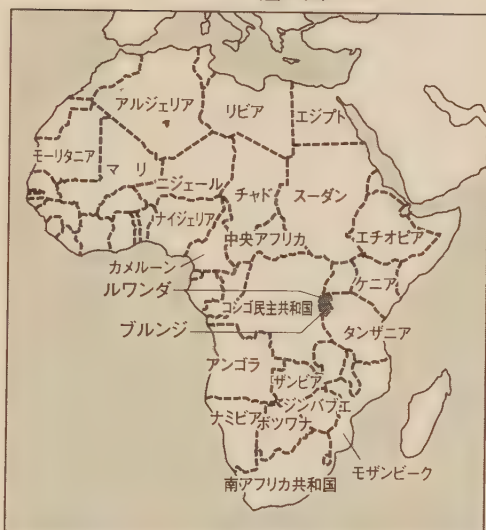 アルジェリア
リビア
エジプト
モーリタニア
マリ
ニジェール
チャド
スーダン
ナイジェリア
中央アフリカ
エチオピア
カメルーン
ケニア
ルワンダ
コンゴ民主共和国
ブルンジ
タンザニア
アンゴラ
ザンビア
ジンバブエ
ナミビア
ボツワナ
モザンビーク
南アフリカ共和国